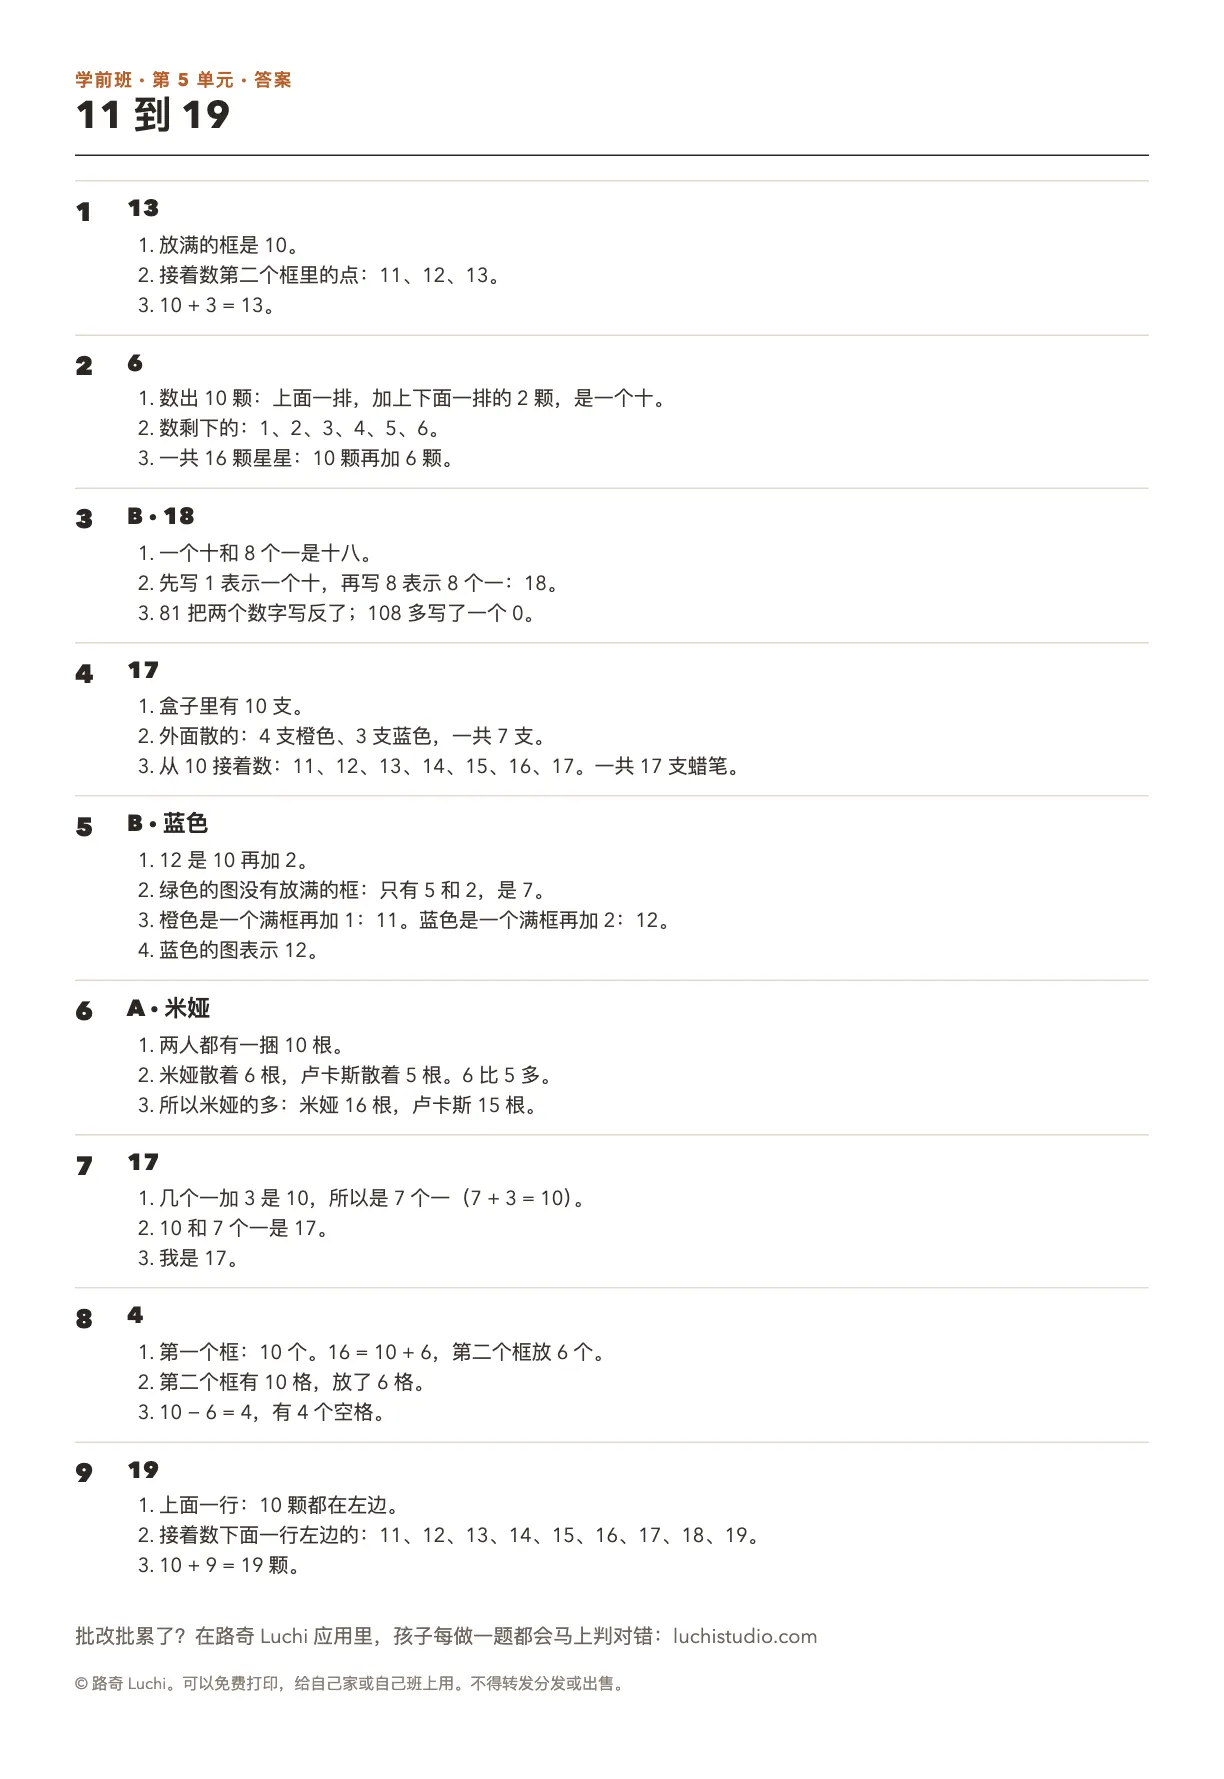 学前班 · 第 5 单元 · 答案
11 到 19
1 13
1. 放满的框是 10。
2. 接着数第二个框里的点：11、12、13。
3. 10 + 3 = 13。
2 6
1. 数出 10 颗：上面一排，加上下面一排的 2 颗，是一个十。
2. 数剩下的：1、2、3、4、5、6。
3. 一共 16 颗星星：10 颗再加 6 颗。
3 B · 18
1. 一个十和 8 个一是十八。
2. 先写 1 表示一个十，再写 8 表示 8 个一：18。
3. 81 把两个数字写反了；108 多写了一个 0。
4 17
1. 盒子里有 10 支。
2. 外面散的：4 支橙色、3 支蓝色，一共 7 支。
3. 从 10 接着数：11、12、13、14、15、16、17。一共 17 支蜡笔。
5 B · 蓝色
1. 12 是 10 再加 2。
2. 绿色的图没有放满的框：只有 5 和 2，是 7。
3. 橙色是一个满框再加 1：11。蓝色是一个满框再加 2：12。
4. 蓝色的图表示 12。
6 A · 米娅
1. 两人都有一捆 10 根。
2. 米娅散着 6 根，卢卡斯散着 5 根。6 比 5 多。
3. 所以米娅的多：米娅 16 根，卢卡斯 15 根。
7 17
1. 几个一加 3 是 10，所以是 7 个一（7 + 3 = 10）。
2. 10 和 7 个一是 17。
3. 我是 17。
8 4
1. 第一个框：10 个。16 = 10 + 6，第二个框放 6 个。
2. 第二个框有 10 格，放了 6 格。
3. 10 − 6 = 4，有 4 个空格。
9 19
1. 上面一行：10 颗都在左边。
2. 接着数下面一行左边的：11、12、13、14、15、16、17、18、19。
3. 10 + 9 = 19 颗。
批改批累了？在路奇 Luchi 应用里，孩子每做一题都会马上判对错：luchistudio.com
© 路奇 Luchi。可以免费打印，给自己家或自己班上用。不得转发分发或出售。